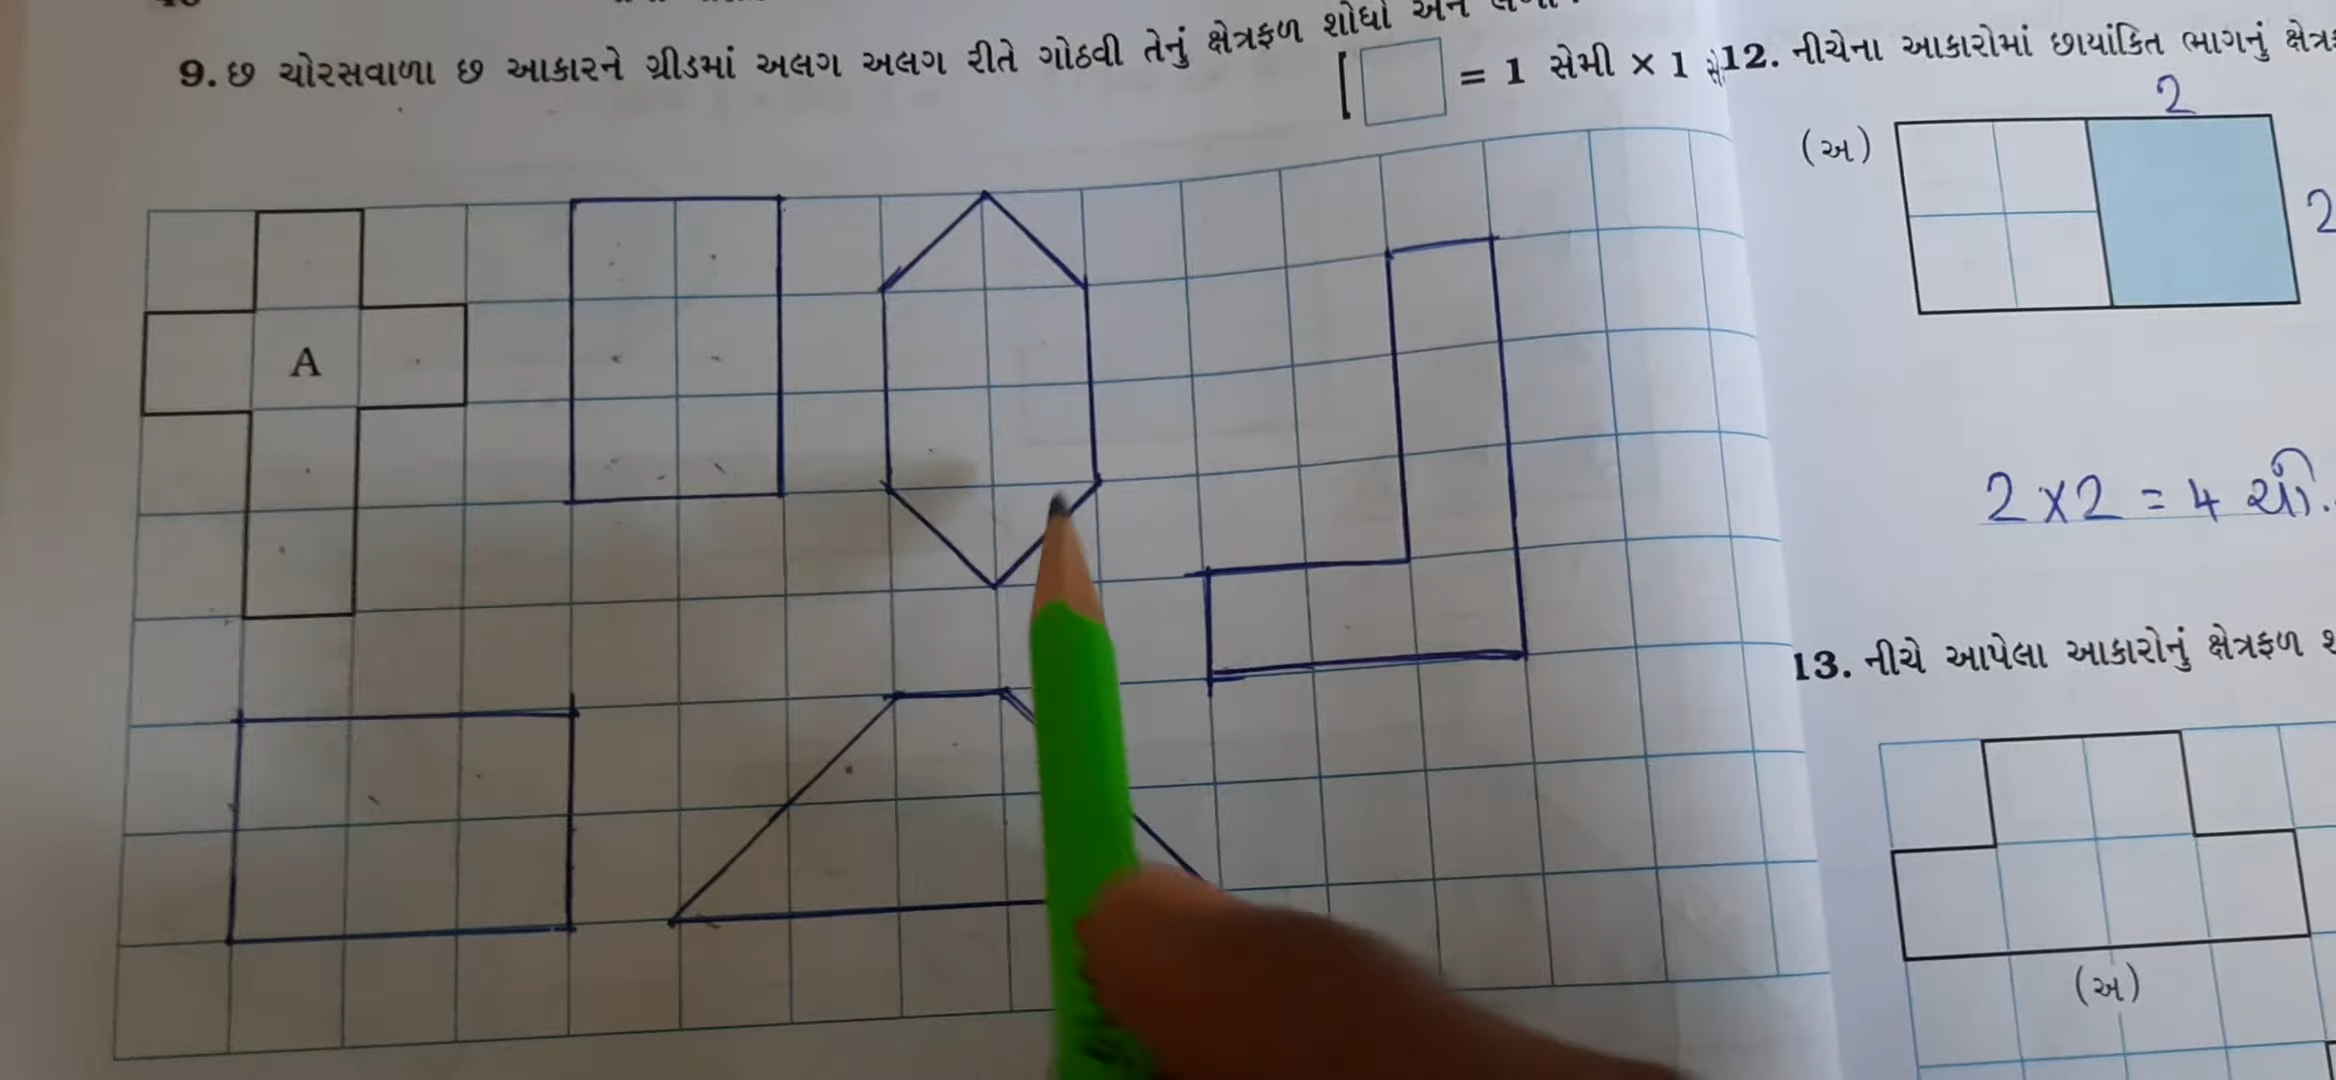 9. છ ચોરસવાળા છ આકારને ગ્રીડમાં અલગ અલગ રીતે ગોઠવી તેનું ક્ષેત્રફળ શોધો અને
[ = 1 સેમી × 1
A
12. નીચેના આકારોમાં છાયાંકિત ભાગનું
(અ)
2
2
2 × 2 = 4 ચો.
13. નીચે આપેલા આકારોનું ક્ષેત્રફળ
(અ)